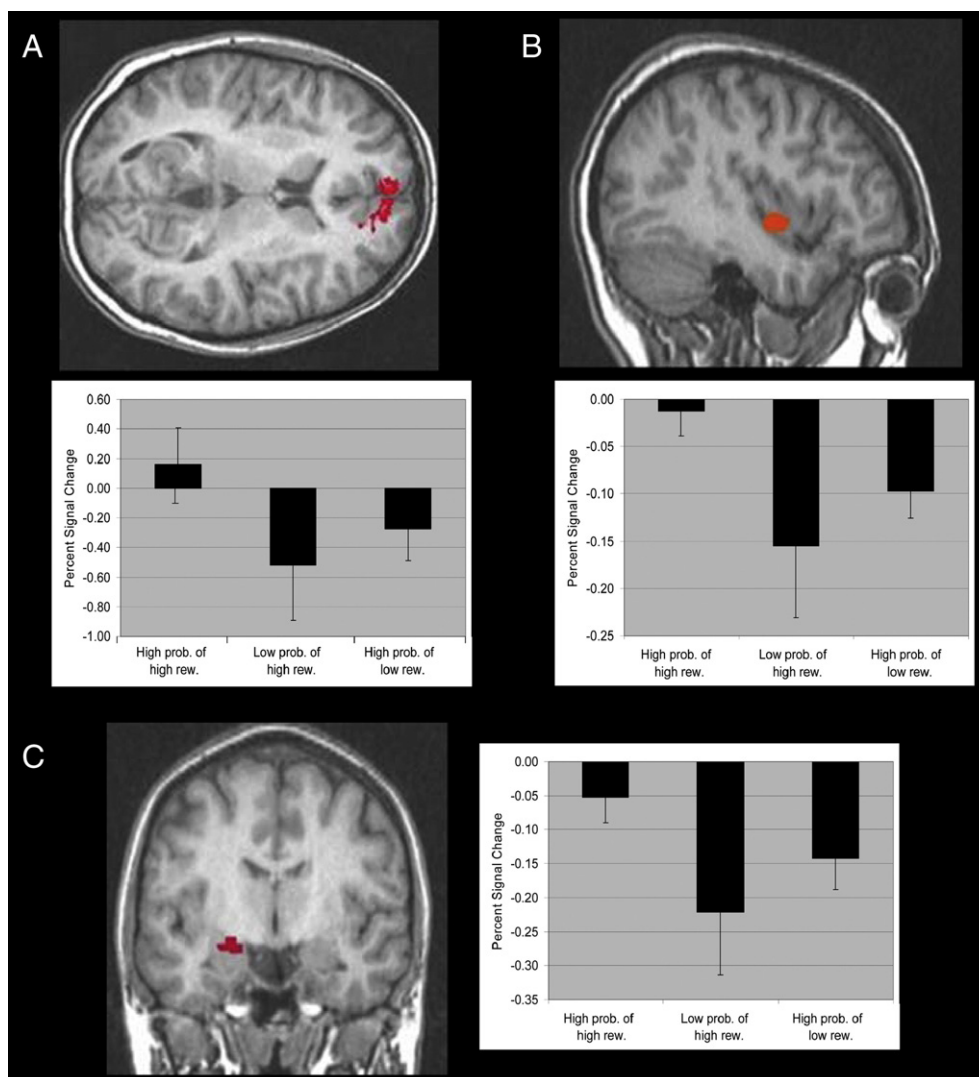 A
B
0.60
0.40
0.20
0.00
-0.20
-0.40
-0.60
-0.80
-1.00
Percent Signal Change
High prob. of
high rew.
Low prob. of
high rew.
High prob. of
low rew.
0.00
-0.05
-0.10
-0.15
-0.20
-0.25
Percent Signal Change
High prob. of
high rew.
Low prob. of
high rew.
High prob. of
low rew.
C
0.00
-0.05
-0.10
-0.15
-0.20
-0.25
-0.30
-0.35
Percent Signal Change
High prob. of
high rew.
Low prob. of
high rew.
High prob. of
low rew.